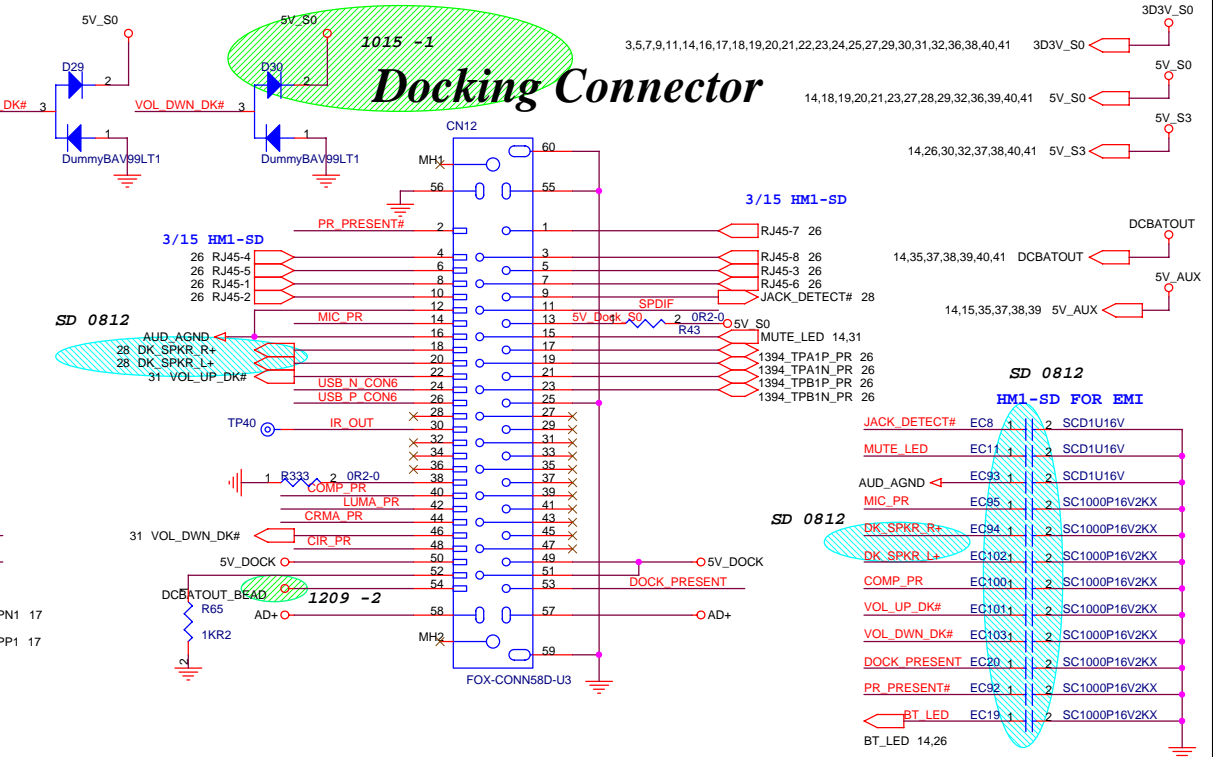 5V_S0
5V_S0
1015 -1
Docking Connector
D29
D30
2
2
DK# 3
VOL_DWN_DK# 3
1
1
DummyBAV99LT1
DummyBAV99LT1
3D3V_S0
3,5,7,9,11,14,16,17,18,19,20,21,22,23,24,25,27,29,30,31,32,36,38,40,41 3D3V_S0
5V_S0
14,18,19,20,21,23,27,28,29,32,36,39,40,41 5V_S0
5V_S3
14,26,30,32,37,38,40,41 5V_S3
DCBATOUT
14,35,37,38,39,40,41 DCBATOUT
5V_AUX
14,15,35,37,38,39 5V_AUX
CN12
MH1
60
56
55
3/15 HM1-SD
3/15 HM1-SD
PR_PRESENT# 2
1 RJ45-7 26
26 RJ45-4 4
3 RJ45-8 26
26 RJ45-5 6
5 RJ45-3 26
26 RJ45-1 8
7 RJ45-6 26
26 RJ45-2 10
9 JACK_DETECT# 28
12
11 SPDIF
SD 0812
MIC_PR 14
13 5V_Dock_S0 1 2 0R2-0 5V_S0
R43
AUD_AGND 16
15 MUTE_LED 14,31
28 DK_SPKR_R+ 18
17 1394_TPA1P_PR 26
28 DK_SPKR_L+ 20
19 1394_TPA1N_PR 26
31 VOL_UP_DK# 22
21 1394_TPB1P_PR 26
USB_N_CON6 24
23 1394_TPB1N_PR 26
USB_P_CON6 26
25
28
27
TP40 IR_OUT 30
29
32
31
34
33
36
35
R333 1 2 0R2-0 38
37
COMP_PR 40
39
LUMA_PR 42
41
CRMA_PR 44
43
31 VOL_DWN_DK# 46
45
CIR_PR 48
47
5V_DOCK 50
49 5V_DOCK
52
51
DCBATOUT_BEAD 54
53 DOCK_PRESENT
1209 -2
R65
1KR2
2
AD+ 58
57 AD+
MH2
59
FOX-CONN58D-U3
PN1 17
PP1 17
SD 0812
HM1-SD FOR EMI
JACK_DETECT# EC8 1 2 SCD1U16V
MUTE_LED EC11 1 2 SCD1U16V
AUD_AGND EC93 1 2 SCD1U16V
MIC_PR EC95 1 2 SC1000P16V2KX
SD 0812
DK_SPKR_R+ EC94 1 2 SC1000P16V2KX
DK_SPKR_L+ EC102 1 2 SC1000P16V2KX
COMP_PR EC100 1 2 SC1000P16V2KX
VOL_UP_DK# EC101 1 2 SC1000P16V2KX
VOL_DWN_DK# EC103 1 2 SC1000P16V2KX
DOCK_PRESENT EC20 1 2 SC1000P16V2KX
PR_PRESENT# EC92 1 2 SC1000P16V2KX
BT_LED EC19 1 2 SC1000P16V2KX
BT_LED 14,26